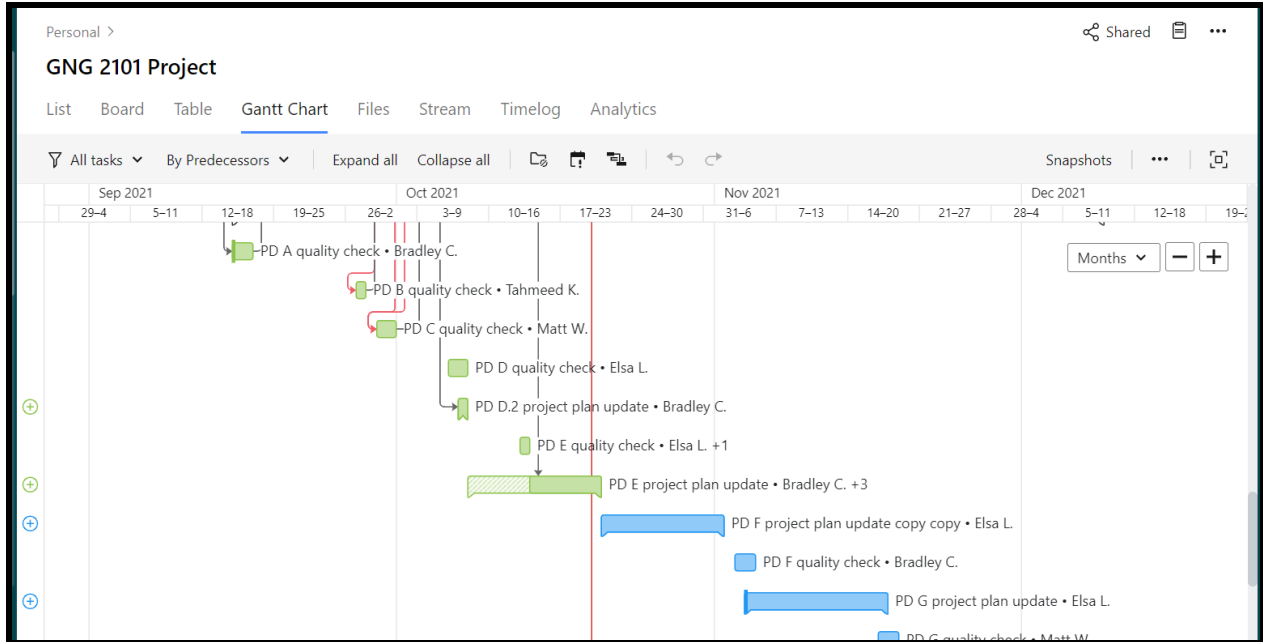 Personal >
Shared
GNG 2101 Project
List Board Table Gantt Chart Files Stream Timelog Analytics
All tasks By Predecessors Expand all Collapse all Snapshots
Sep 2021 Oct 2021 Nov 2021 Dec 2021
29–4 5–11 12–18 19–25 26–2 3–9 10–16 17–23 24–30 31–6 7–13 14–20 21–27 28–4 5–11 12–18
PD A quality check • Bradley C.
Months
PD B quality check • Tahmeed K.
PD C quality check • Matt W.
PD D quality check • Elsa L.
PD D.2 project plan update • Bradley C.
PD E quality check • Elsa L. +1
PD E project plan update • Bradley C. +3
PD F project plan update copy copy • Elsa L.
PD F quality check • Bradley C.
PD G project plan update • Elsa L.
PD G quality check • Matt W.